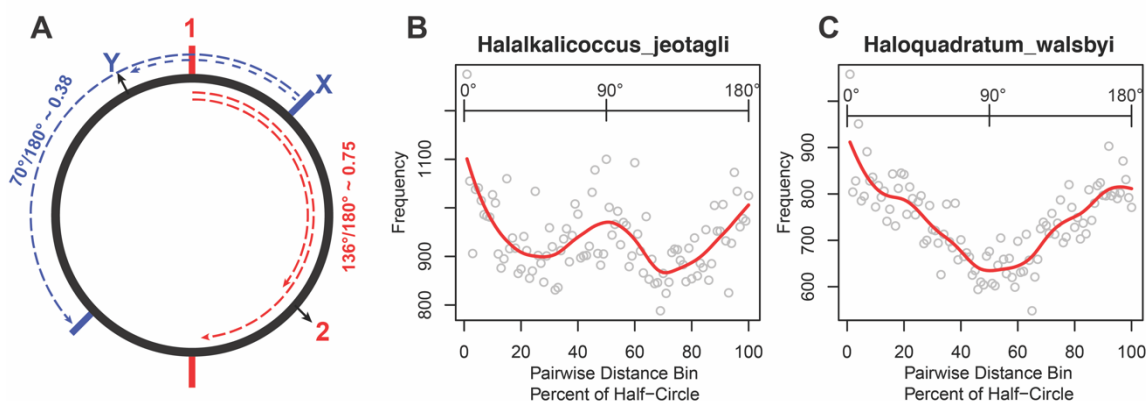 A
1
Y
X
70°/180° ~ 0.38
136°/180° ~ 0.75
2
B
Halalkalicoccus_jeotagli
0° 90° 180°
Frequency
1100
1000
900
800
0 20 40 60 80 100
Pairwise Distance Bin
Percent of Half-Circle
C
Haloquadratum_walsbyi
0° 90° 180°
Frequency
900
800
700
600
0 20 40 60 80 100
Pairwise Distance Bin
Percent of Half-Circle